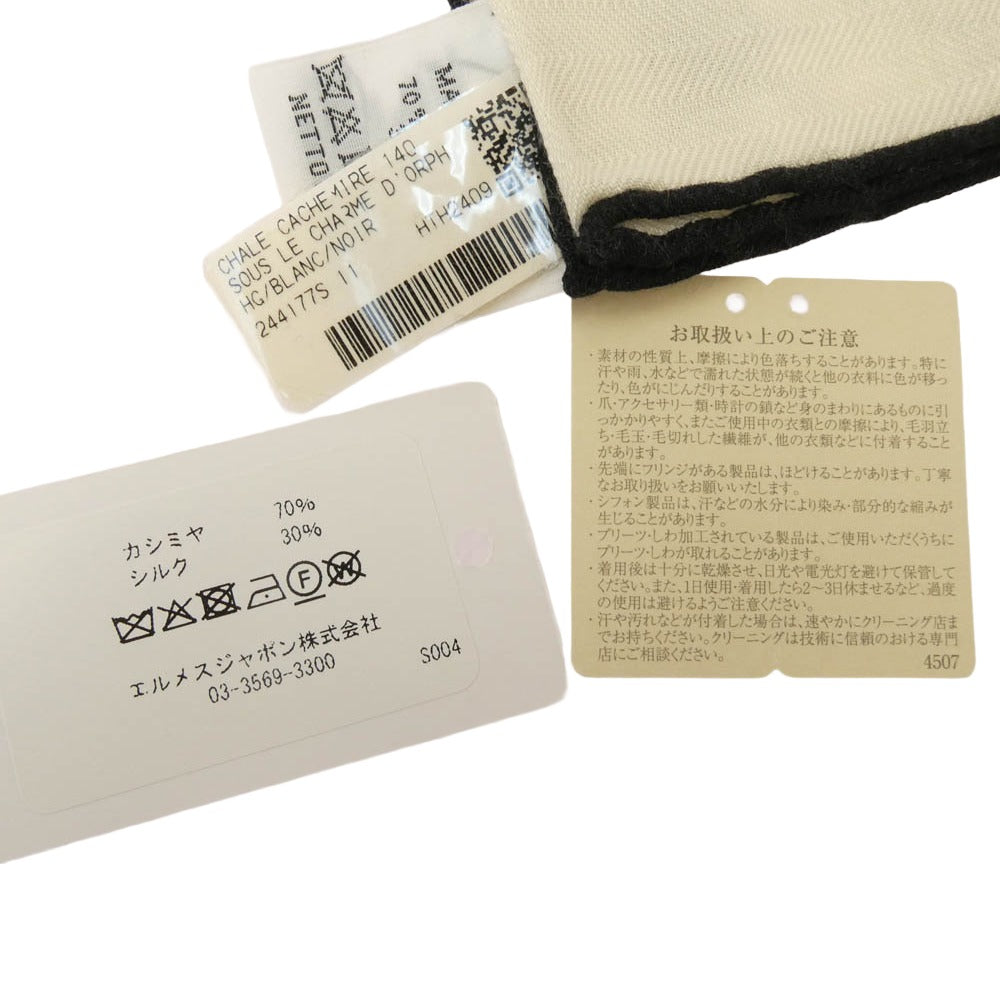 NETTO
CHALE CACHEMIRE 140
SOUS LE CHARME D'ORPH
HG/BLANC/NOIR
244177S 11
HTH2409
お取扱い上のご注意
・素材の性質上、摩擦により色落ちすることがあります。特に
汗や雨、水などで濡れた状態が続くと他の衣料に色が移っ
たり、色がにじんだりすることがあります。
・爪・アクセサリー類・時計の鎖など身のまわりにあるものに引
っかかりやすく、またご使用中の衣類との摩擦により、毛羽立
ち・毛玉・毛切れした繊維が、他の衣類などに付着すること
があります。
・先端にフリンジがある製品は、ほどけることがあります。丁寧
なお取り扱いをお願いいたします。
・シフォン製品は、汗などの水分により染み・部分的な縮みが
生じることがあります。
・プリーツ・しわ加工されている製品は、ご使用いただくうちに
プリーツ・しわが取れることがあります。
・着用後は十分に乾燥させ、日光や電光灯を避けて保管して
ください。また、1日使用・着用したら2〜3日休ませるなど、過度
の使用は避けるようご注意ください。
・汗や汚れなどが付着した場合は、速やかにクリーニング店ま
でお持ちください。クリーニングは技術に信頼のおける専門
店にご相談ください。
4507
カシミヤ 70%
シルク 30%
F W
エルメスジャポン株式会社
03-3569-3300
S004